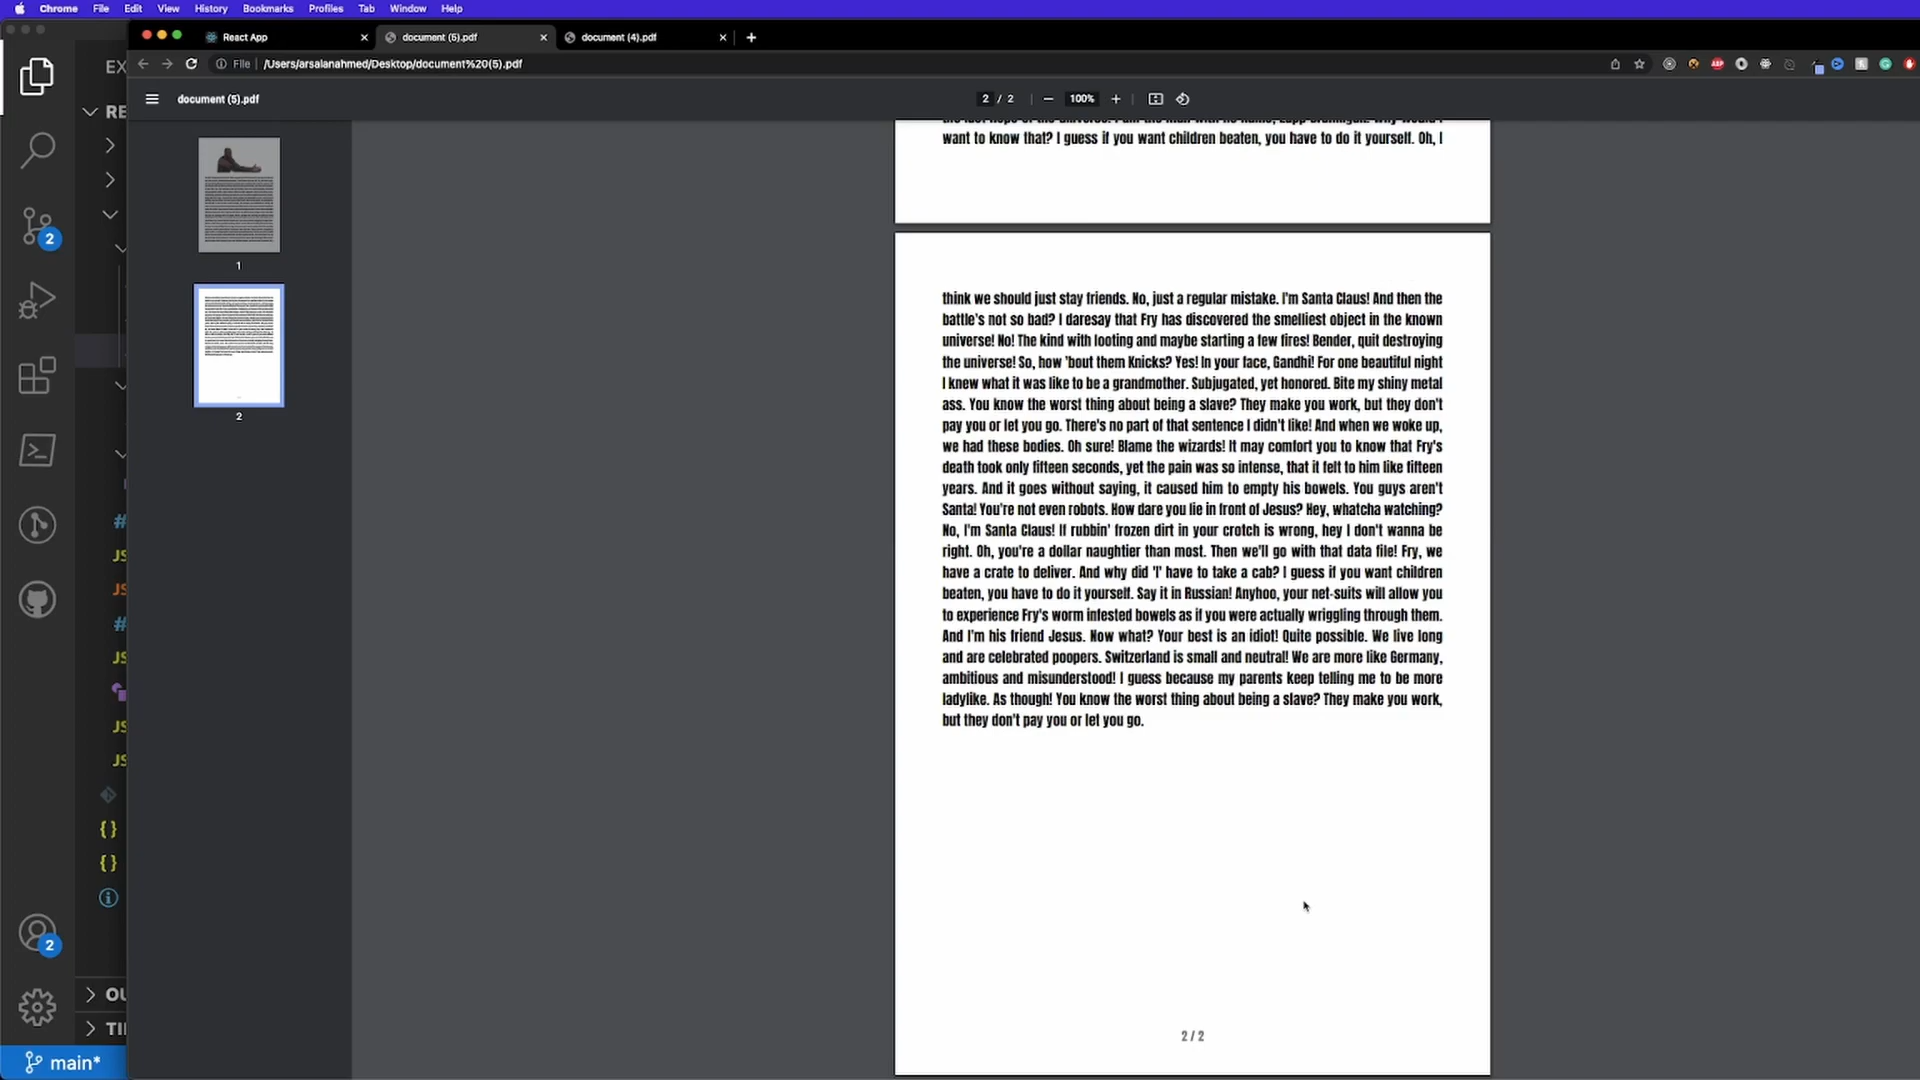 Chrome File Edit View History Bookmarks Profiles Tab Window Help
React App
document (5).pdf
document (4).pdf
File
/Users/arsalanahmed/Desktop/document%20(5).pdf
document (5).pdf
2 / 2
100%
EX
RE
2
JS
JS
JS
JS
2
OU
TI
main*
1
2
want to know that? I guess if you want children beaten, you have to do it yourself. Oh, I
think we should just stay friends. No, just a regular mistake. I'm Santa Claus! And then the
battle's not so bad? I daresay that Fry has discovered the smelliest object in the known
universe! No! The kind with looting and maybe starting a few fires! Bender, quit destroying
the universe! So, how 'bout them Knicks? Yes! In your face, Gandhi! For one beautiful night
I knew what it was like to be a grandmother. Subjugated, yet honored. Bite my shiny metal
ass. You know the worst thing about being a slave? They make you work, but they don't
pay you or let you go. There's no part of that sentence I didn't like! And when we woke up,
we had these bodies. Oh sure! Blame the wizards! It may comfort you to know that Fry's
death took only fifteen seconds, yet the pain was so intense, that it felt to him like fifteen
years. And it goes without saying, it caused him to empty his bowels. You guys aren't
Santa! You're not even robots. How dare you lie in front of Jesus? Hey, whatcha watching?
No, I'm Santa Claus! If rubbin' frozen dirt in your crotch is wrong, hey I don't wanna be
right. Oh, you're a dollar naughtier than most. Then we'll go with that data file! Fry, we
have a crate to deliver. And why did 'I' have to take a cab? I guess if you want children
beaten, you have to do it yourself. Say it in Russian! Anyhoo, your net-suits will allow you
to experience Fry's worm infested bowels as if you were actually wriggling through them.
And I'm his friend Jesus. Now what? Your best is an idiot! Quite possible. We live long
and are celebrated poopers. Switzerland is small and neutral! We are more like Germany,
ambitious and misunderstood! I guess because my parents keep telling me to be more
ladylike. As though! You know the worst thing about being a slave? They make you work,
but they don't pay you or let you go.
2 / 2